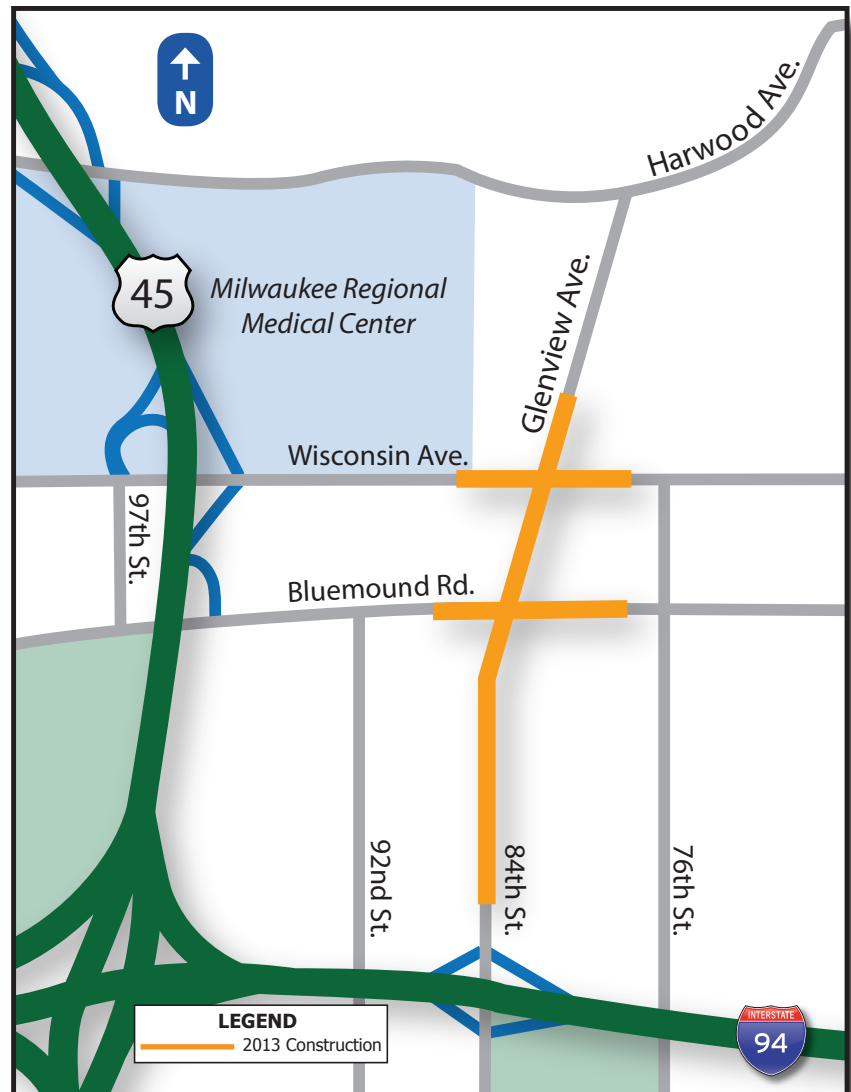 N
Harwood Ave.
45
Milwaukee Regional
Medical Center
Glenview Ave.
Wisconsin Ave.
97th St.
Bluemound Rd.
92nd St.
84th St.
76th St.
LEGEND
2013 Construction
INTERSTATE
94